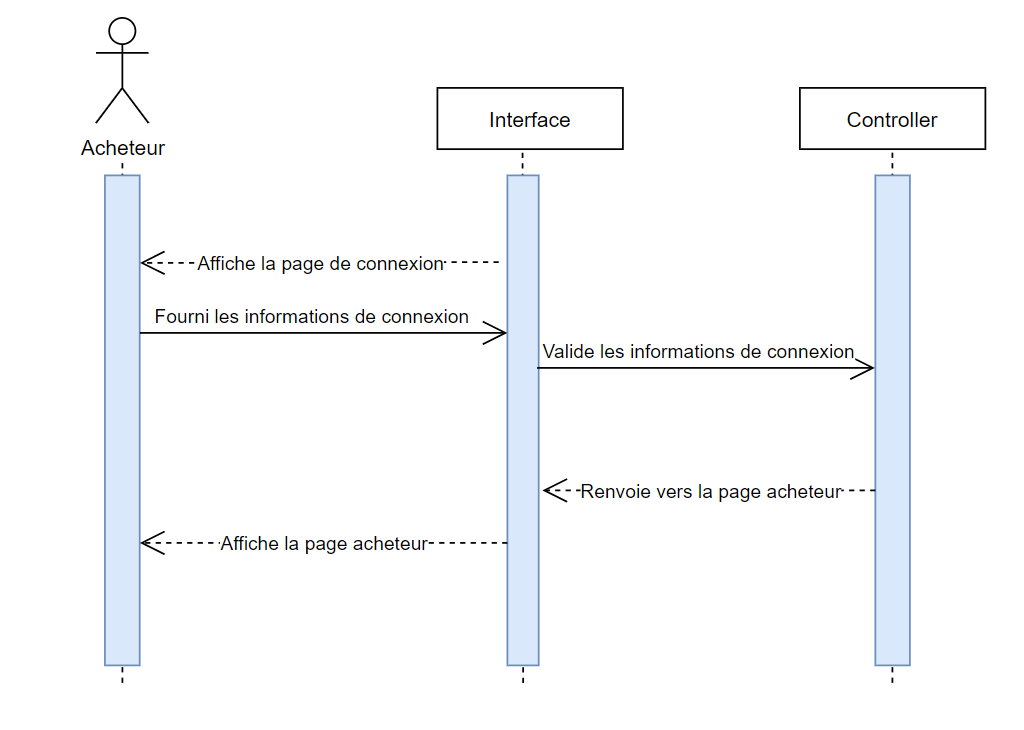 Acheteur
Interface
Controller
Affiche la page de connexion
Fourni les informations de connexion
Valide les informations de connexion
Renvoie vers la page acheteur
Affiche la page acheteur